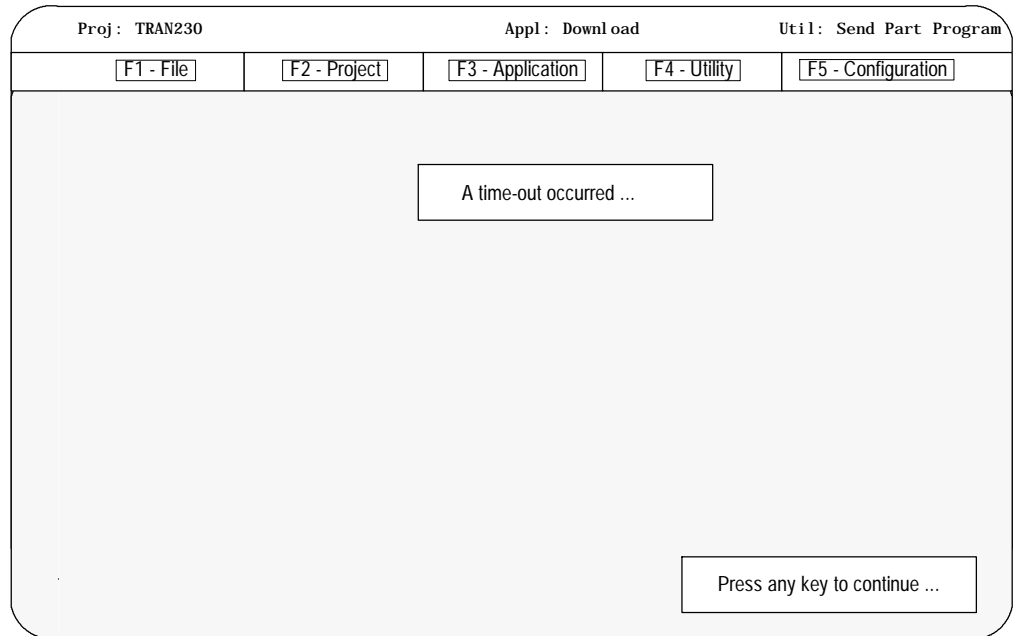 Proj: TRAN230 Appl: Download Util: Send Part Program
F1 - File F2 - Project F3 - Application F4 - Utility F5 - Configuration
A time-out occurred ...
Press any key to continue ...